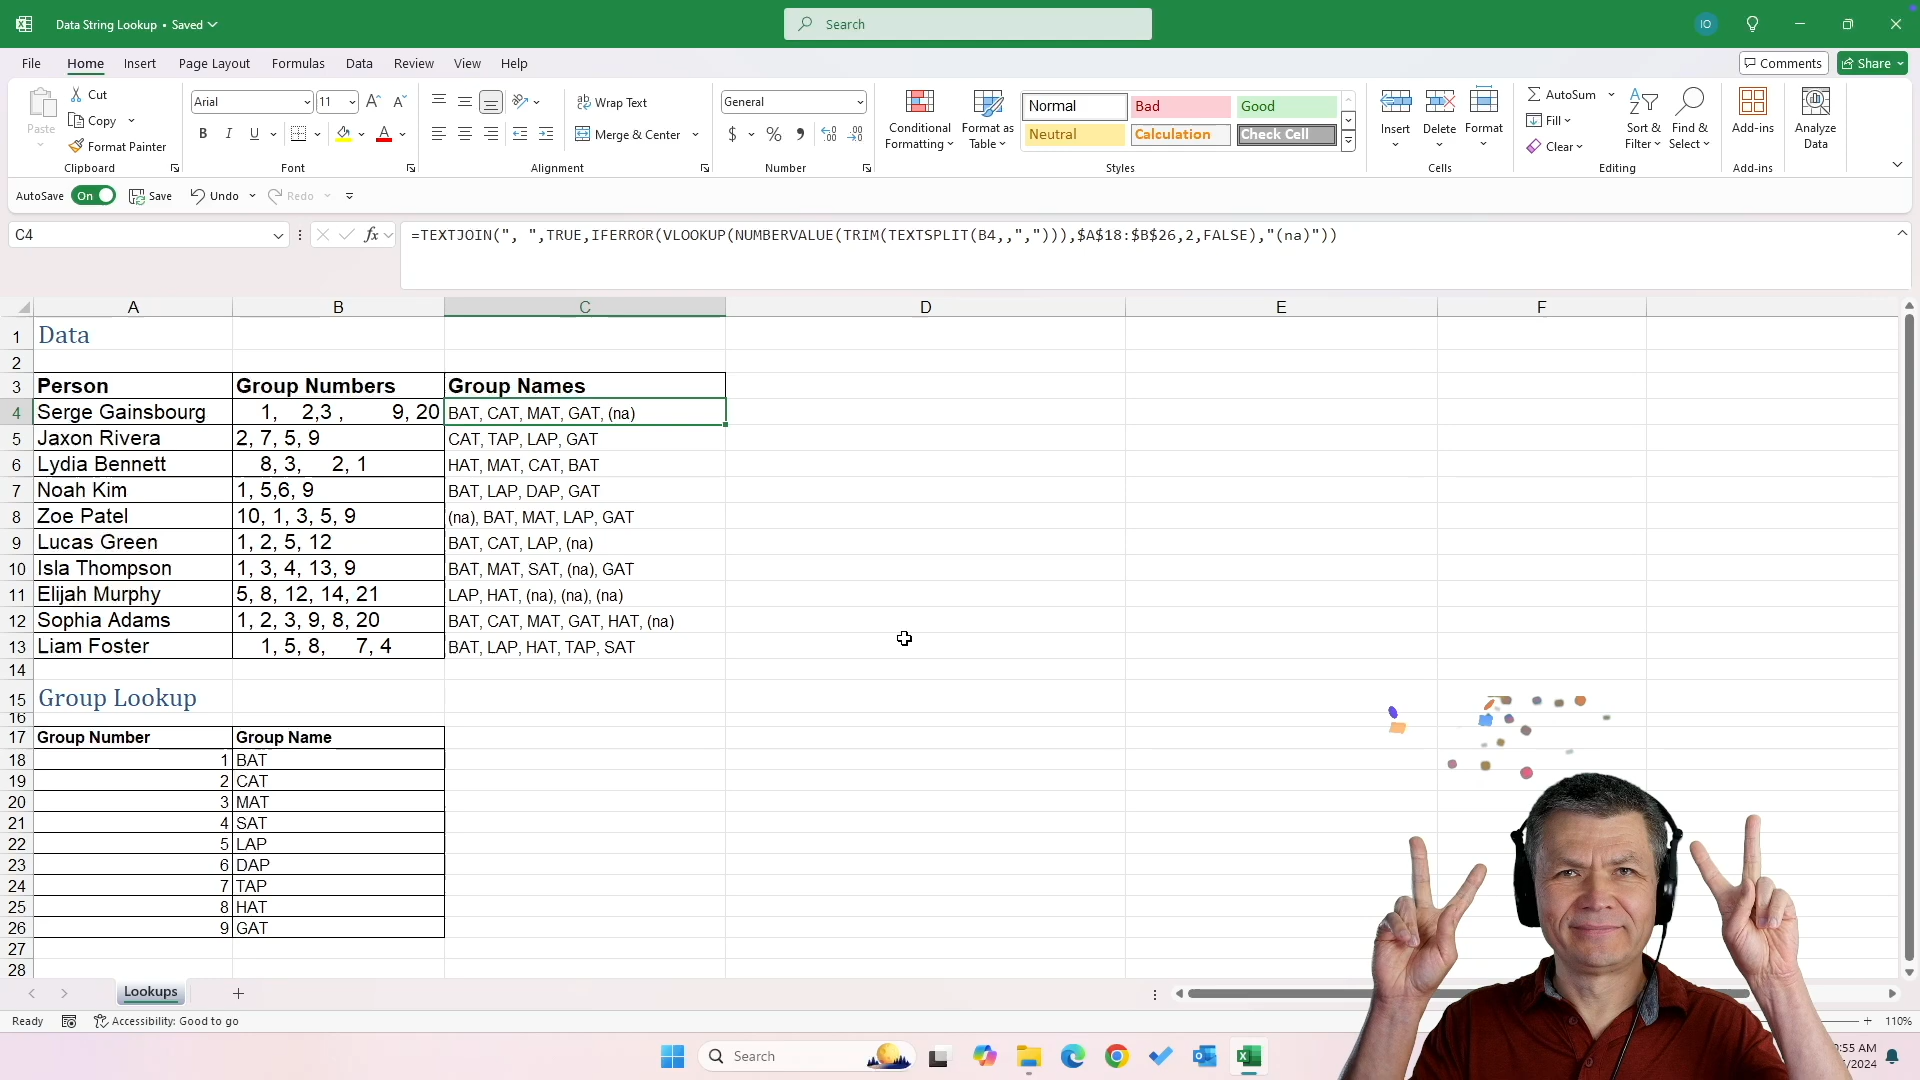 Data String Lookup • Saved
Search
IO
File Home Insert Page Layout Formulas Data Review View Help
Comments Share
Paste
Cut
Copy
Format Painter
Clipboard
Arial 11
B I U A
Font
Wrap Text
Merge & Center
Alignment
General
$ % ,
Number
Conditional Formatting
Format as Table
Normal Bad Good
Neutral Calculation Check Cell
Styles
Insert Delete Format
Cells
AutoSum
Fill
Clear
Sort & Filter
Find & Select
Editing
Add-ins
Add-ins
Analyze Data
AutoSave On Save Undo Redo
C4
fx
=TEXTJOIN(", ",TRUE,IFERROR(VLOOKUP(NUMBERVALUE(TRIM(TEXTSPLIT(B4,,","))),$A$18:$B$26,2,FALSE),"(na)"))
A B C D E F
1 Data
2
3 Person Group Numbers Group Names
4 Serge Gainsbourg 1, 2,3 , 9, 20 BAT, CAT, MAT, GAT, (na)
5 Jaxon Rivera 2, 7, 5, 9 CAT, TAP, LAP, GAT
6 Lydia Bennett 8, 3, 2, 1 HAT, MAT, CAT, BAT
7 Noah Kim 1, 5,6, 9 BAT, LAP, DAP, GAT
8 Zoe Patel 10, 1, 3, 5, 9 (na), BAT, MAT, LAP, GAT
9 Lucas Green 1, 2, 5, 12 BAT, CAT, LAP, (na)
10 Isla Thompson 1, 3, 4, 13, 9 BAT, MAT, SAT, (na), GAT
11 Elijah Murphy 5, 8, 12, 14, 21 LAP, HAT, (na), (na), (na)
12 Sophia Adams 1, 2, 3, 9, 8, 20 BAT, CAT, MAT, GAT, HAT, (na)
13 Liam Foster 1, 5, 8, 7, 4 BAT, LAP, HAT, TAP, SAT
14
15 Group Lookup
16
17 Group Number Group Name
18 1 BAT
19 2 CAT
20 3 MAT
21 4 SAT
22 5 LAP
23 6 DAP
24 7 TAP
25 8 HAT
26 9 GAT
27
28
Lookups
Ready Accessibility: Good to go
110%
Search
:55 AM
/2024